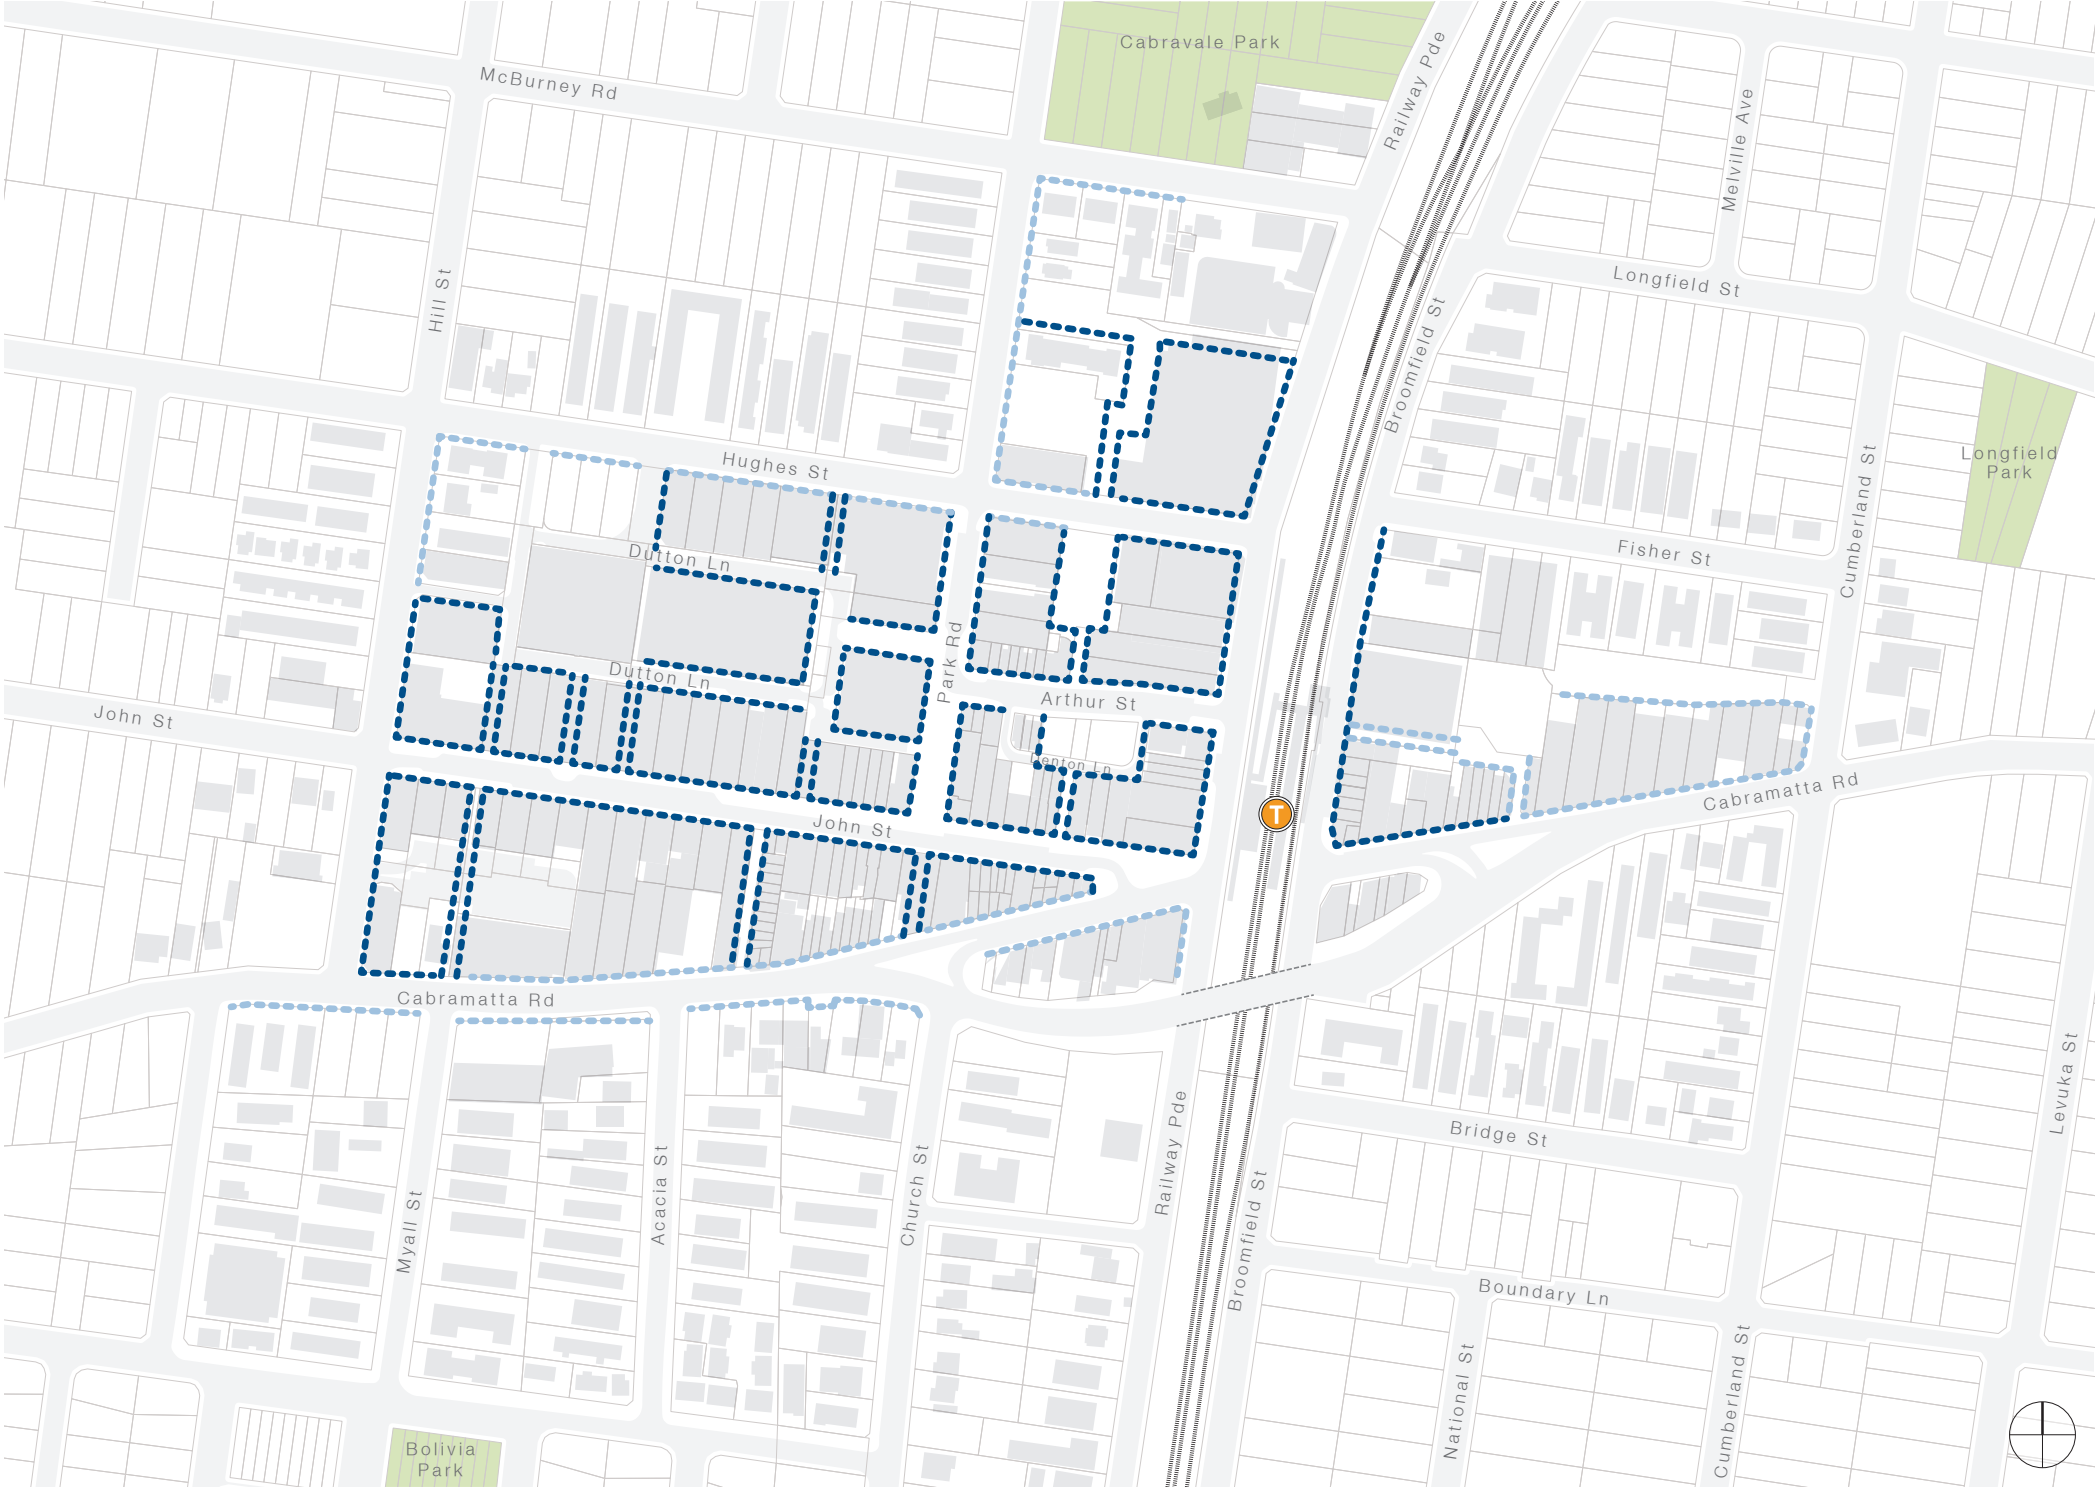 Cabravale Park
Railway Pde
McBurney Rd
Melville Ave
Longfield St
Hill St
Broomfield St
Longfield
Park
Hughes St
Cumberland St
Fisher St
Dutton Ln
Dutton Ln
Park Rd
Arthur St
John St
Denton Ln
Cabramatta Rd
T
John St
Cabramatta Rd
Levuka St
Railway Pde
Bridge St
Church St
Acacia St
Myall St
Broomfield St
Boundary Ln
National St
Cumberland St
Bolivia
Park